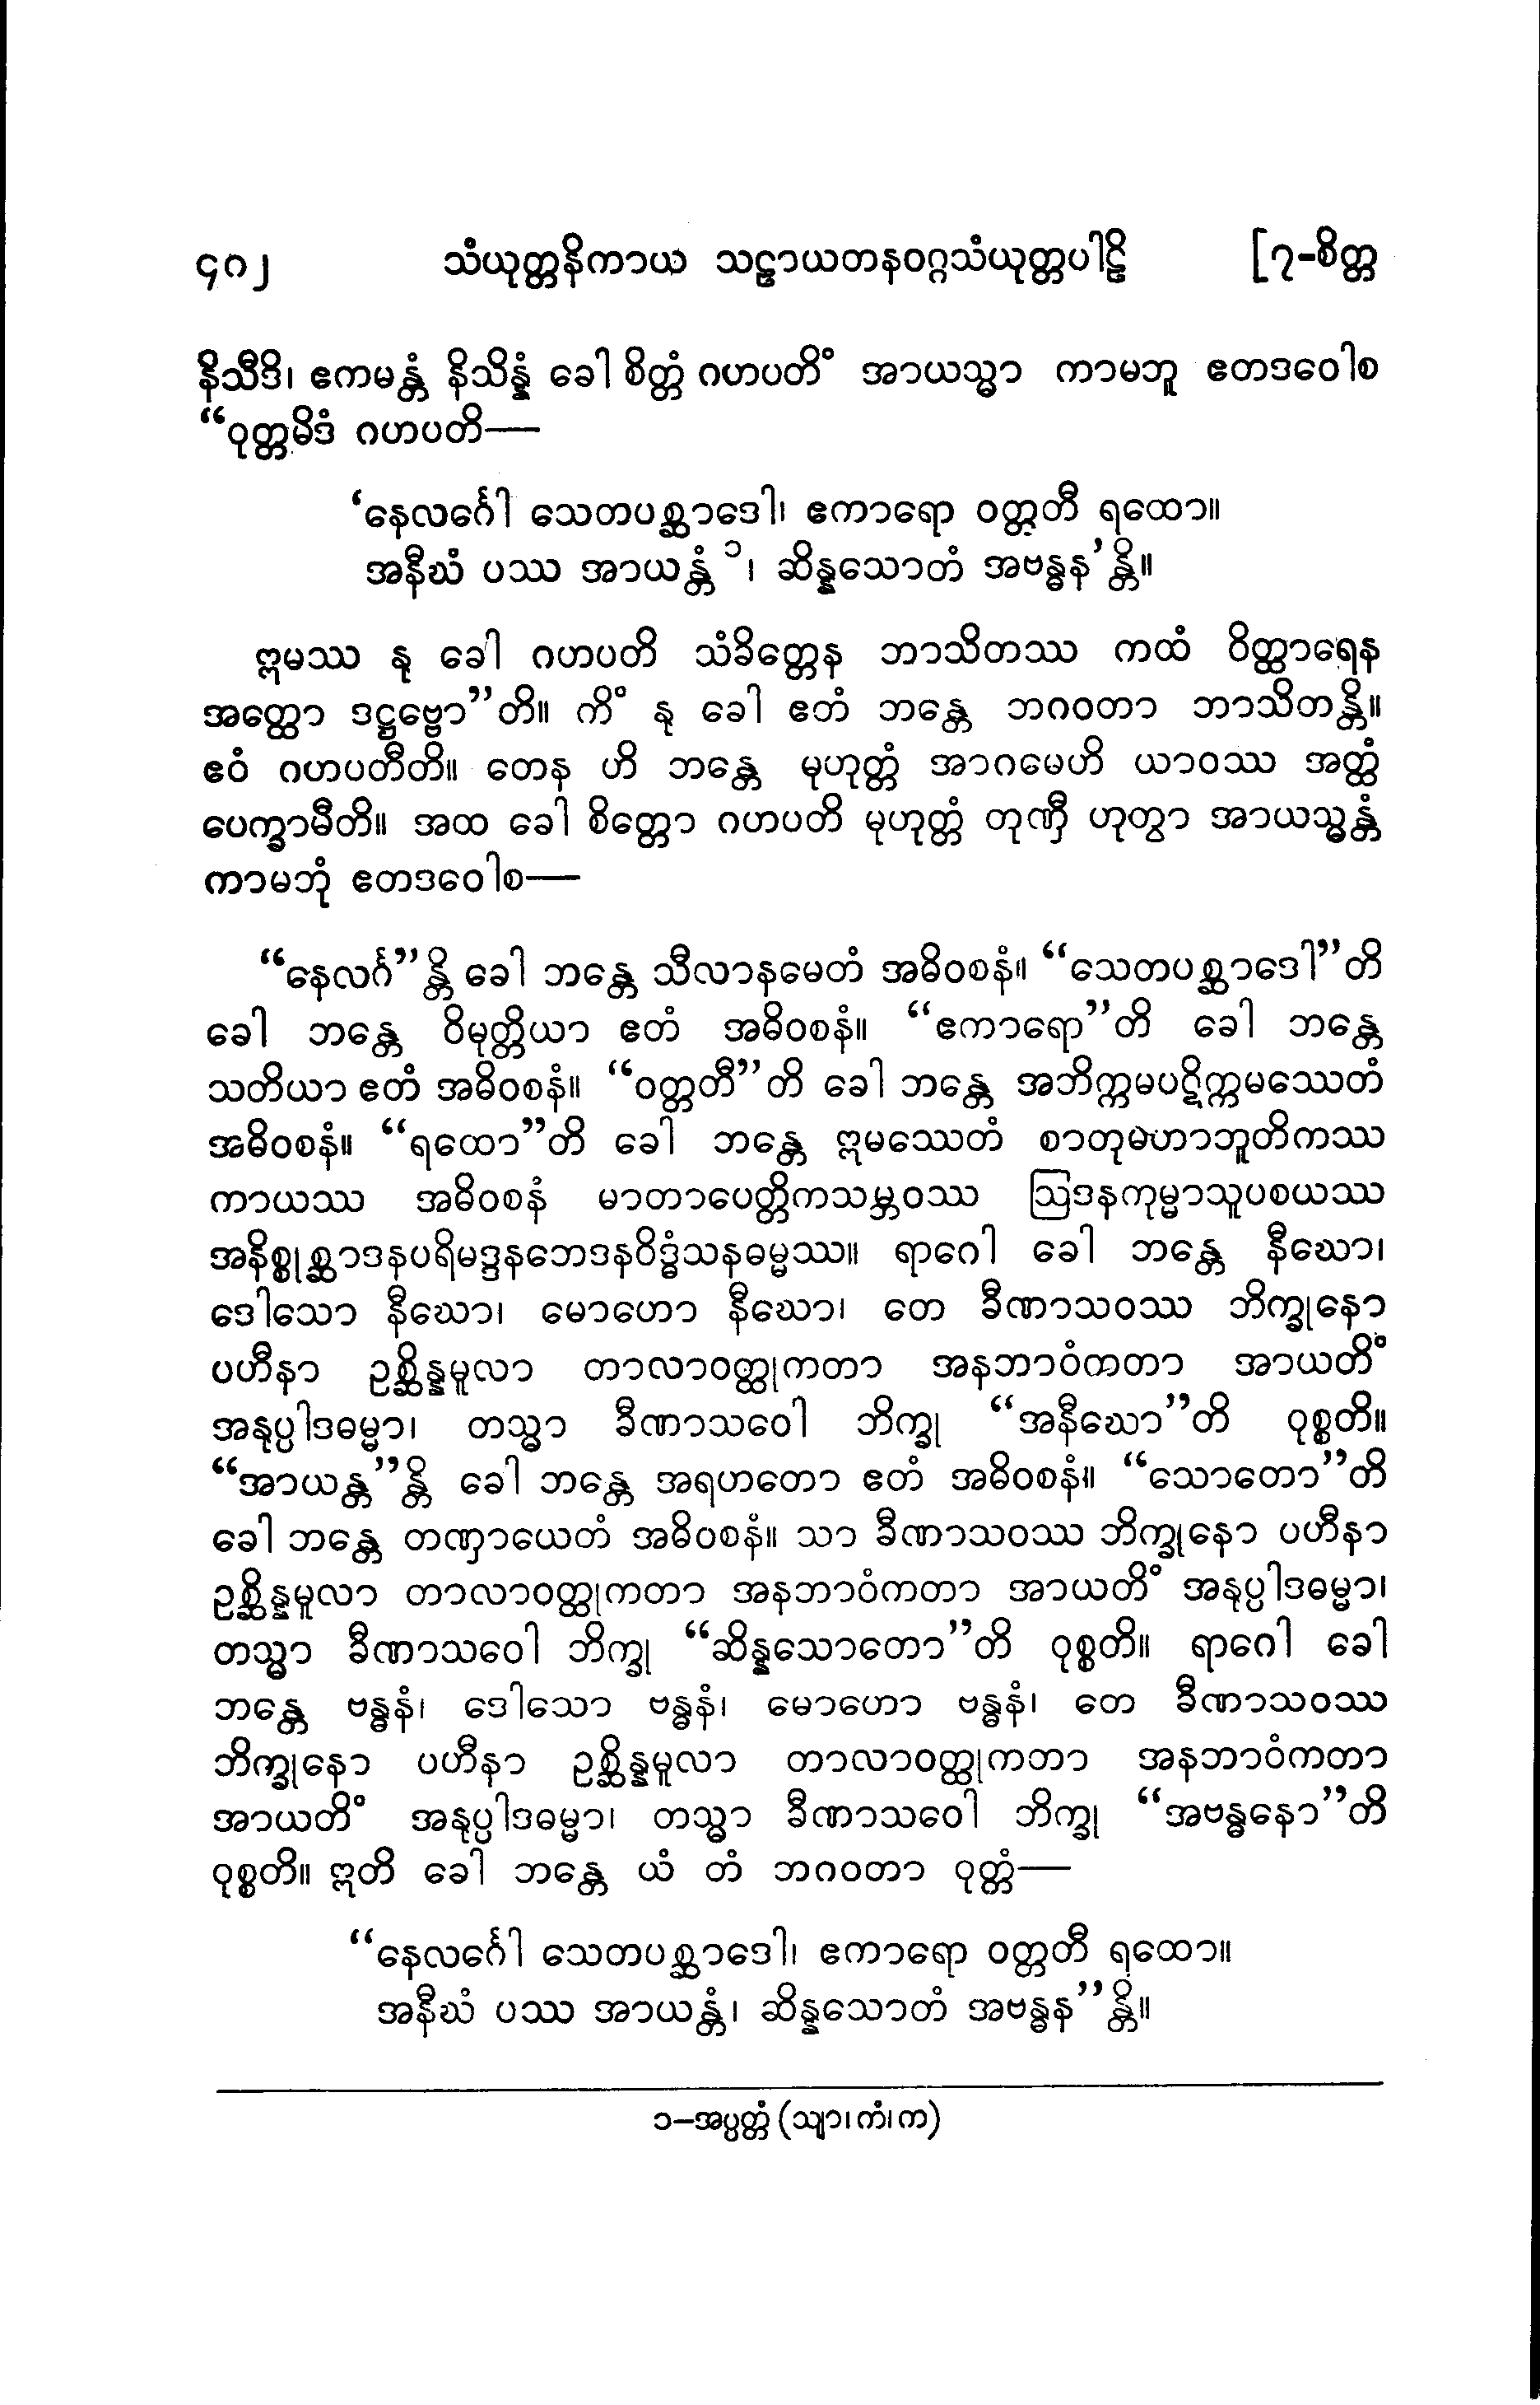 ၄၈၂ သံယုတ္တနိကာယ သဠာယတနဝဂ္ဂသံယုတ္တပါဠိ [၇-စိတ္တ
နိသီဒိ၊ ဧကမန္တံ နိသိန္နံ ခေါ စိတ္တံ ဂဟပတိံ အာယသ္မာ ကာမဘူ ဧတဒဝေါစ
“ဝုတ္တမိဒံ ဂဟပတိ—
‘နေလင်္ဂေါ သေတပစ္ဆာဒေါ၊ ဧကာရော ဝတ္တတီ ရထော။
အနီဃံ ပဿ အာယန္တံ ၁၊ ဆိန္နသောတံ အဗန္ဓန’န္တိ။
ဣမဿ နု ခေါ ဂဟပတိ သံခိတ္တေန ဘာသိတဿ ကထံ ဝိတ္ထာရေန
အတ္ထော ဒဋ္ဌဗ္ဗော”တိ။ ကိံ နု ခေါ ဧတံ ဘန္တေ ဘဂဝတာ ဘာသိတန္တိ။
ဧဝံ ဂဟပတီတိ။ တေန ဟိ ဘန္တေ မုဟုတ္တံ အာဂမေဟိ ယာဝဿ အတ္ထံ
ပေက္ခာမီတိ။ အထ ခေါ စိတ္တော ဂဟပတိ မုဟုတ္တံ တုဏှီ ဟုတွာ အာယသ္မန္တံ
ကာမဘုံ ဧတဒဝေါစ—
“နေလင်္ဂ”န္တိ ခေါ ဘန္တေ သီလာနမေတံ အဓိဝစနံ။ “သေတပစ္ဆာဒေါ”တိ
ခေါ ဘန္တေ ဝိမုတ္တိယာ ဧတံ အဓိဝစနံ။ “ဧကာရော”တိ ခေါ ဘန္တေ
သတိယာ ဧတံ အဓိဝစနံ။ “ဝတ္တတီ”တိ ခေါ ဘန္တေ အဘိက္ကမပဋိက္ကမဿေတံ
အဓိဝစနံ။ “ရထော”တိ ခေါ ဘန္တေ ဣမဿေတံ စာတုမဟာဘူတိကဿ
ကာယဿ အဓိဝစနံ မာတာပေတ္တိကသမ္ဘဝဿ ဩဒနကုမ္မာသူပစယဿ
အနိစ္စုစ္ဆာဒနပရိမဒ္ဒနဘေဒနဝိဒ္ဓံသနဓမ္မဿ။ ရာဂေါ ခေါ ဘန္တေ နီဃော၊
ဒေါသော နီဃော၊ မောဟော နီဃော၊ တေ ခီဏာသဝဿ ဘိက္ခုနော
ပဟီနာ ဥစ္ဆိန္နမူလာ တာလာဝတ္ထုကတာ အနဘာဝံကတာ အာယတိံ
အနုပ္ပါဒဓမ္မာ၊ တသ္မာ ခီဏာသဝေါ ဘိက္ခု “အနီဃော”တိ ဝုစ္စတိ။
“အာယန္တ”န္တိ ခေါ ဘန္တေ အရဟတော ဧတံ အဓိဝစနံ။ “သောတော”တိ
ခေါ ဘန္တေ တဏှာယေတံ အဓိဝစနံ။ သာ ခီဏာသဝဿ ဘိက္ခုနော ပဟီနာ
ဥစ္ဆိန္နမူလာ တာလာဝတ္ထုကတာ အနဘာဝံကတာ အာယတိံ အနုပ္ပါဒဓမ္မာ၊
တသ္မာ ခီဏာသဝေါ ဘိက္ခု “ဆိန္နသောတော”တိ ဝုစ္စတိ။ ရာဂေါ ခေါ
ဘန္တေ ဗန္ဓနံ၊ ဒေါသော ဗန္ဓနံ၊ မောဟော ဗန္ဓနံ၊ တေ ခီဏာသဝဿ
ဘိက္ခုနော ပဟီနာ ဥစ္ဆိန္နမူလာ တာလာဝတ္ထုကတာ အနဘာဝံကတာ
အာယတိံ အနုပ္ပါဒဓမ္မာ၊ တသ္မာ ခီဏာသဝေါ ဘိက္ခု “အဗန္ဓနော”တိ
ဝုစ္စတိ။ ဣတိ ခေါ ဘန္တေ ယံ တံ ဘဂဝတာ ဝုတ္တံ—
“နေလင်္ဂေါ သေတပစ္ဆာဒေါ၊ ဧကာရော ဝတ္တတီ ရထော။
အနီဃံ ပဿ အာယန္တံ၊ ဆိန္နသောတံ အဗန္ဓန”န္တိ။
၁–အပ္ပတ္တံ (သျာ၊ ကံ၊ က)